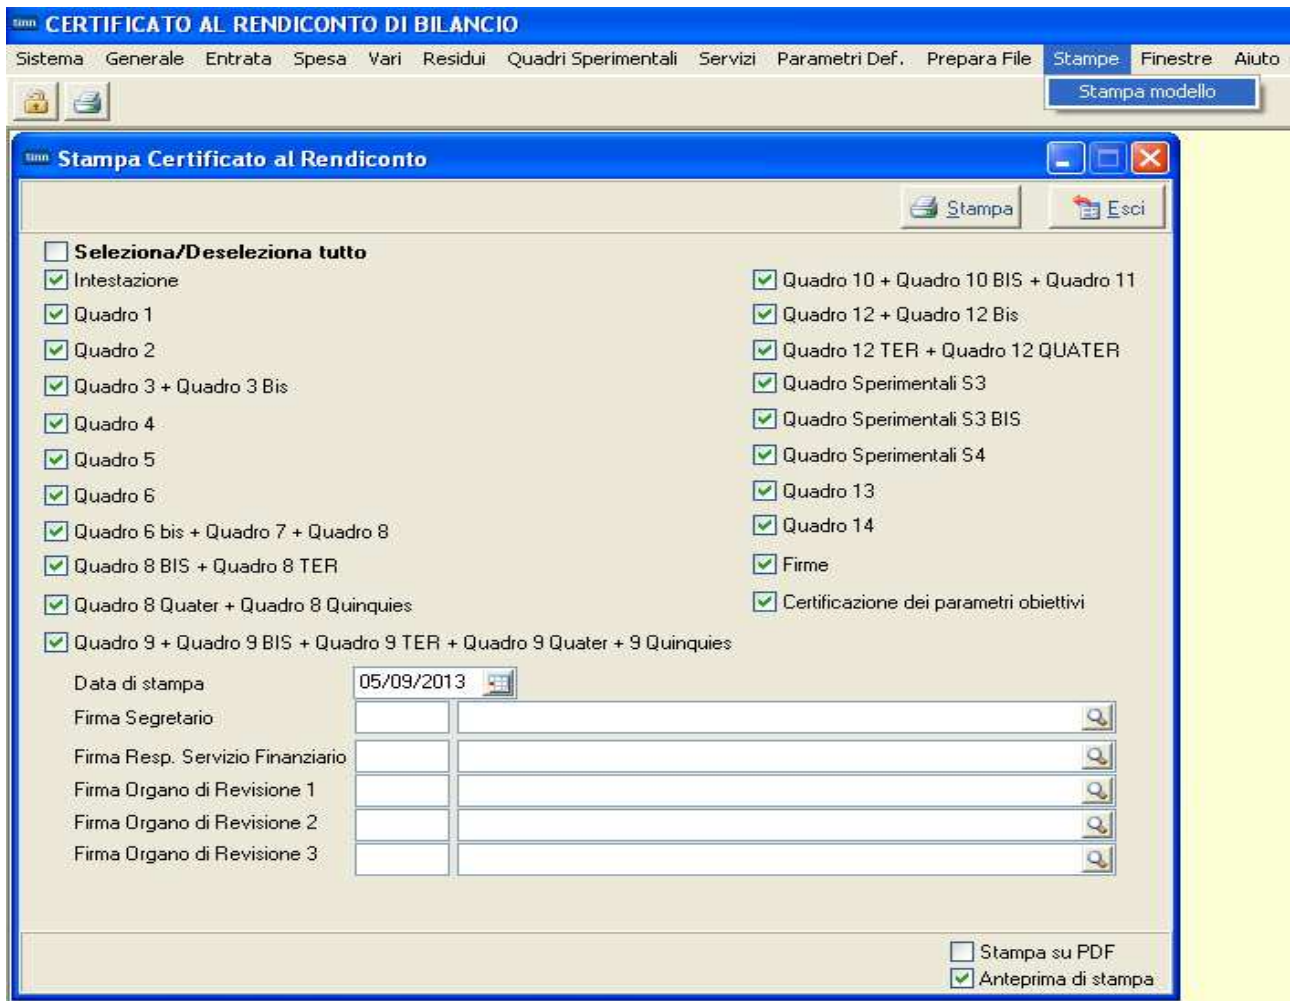 tinn CERTIFICATO AL RENDICONTO DI BILANCIO
Sistema Generale Entrata Spesa Vari Residui Quadri Sperimentali Servizi Parametri Def. Prepara File Stampe Finestre Aiuto
Stampa modello
tinn Stampa Certificato al Rendiconto
Stampa Esci
Seleziona/Deseleziona tutto
Intestazione
Quadro 1
Quadro 2
Quadro 3 + Quadro 3 Bis
Quadro 4
Quadro 5
Quadro 6
Quadro 6 bis + Quadro 7 + Quadro 8
Quadro 8 BIS + Quadro 8 TER
Quadro 8 Quater + Quadro 8 Quinquies
Quadro 9 + Quadro 9 BIS + Quadro 9 TER + Quadro 9 Quater + 9 Quinquies
Quadro 10 + Quadro 10 BIS + Quadro 11
Quadro 12 + Quadro 12 Bis
Quadro 12 TER + Quadro 12 QUATER
Quadro Sperimentali S3
Quadro Sperimentali S3 BIS
Quadro Sperimentali S4
Quadro 13
Quadro 14
Firme
Certificazione dei parametri obiettivi
Data di stampa 05/09/2013
Firma Segretario
Firma Resp. Servizio Finanziario
Firma Organo di Revisione 1
Firma Organo di Revisione 2
Firma Organo di Revisione 3
Stampa su PDF
Anteprima di stampa